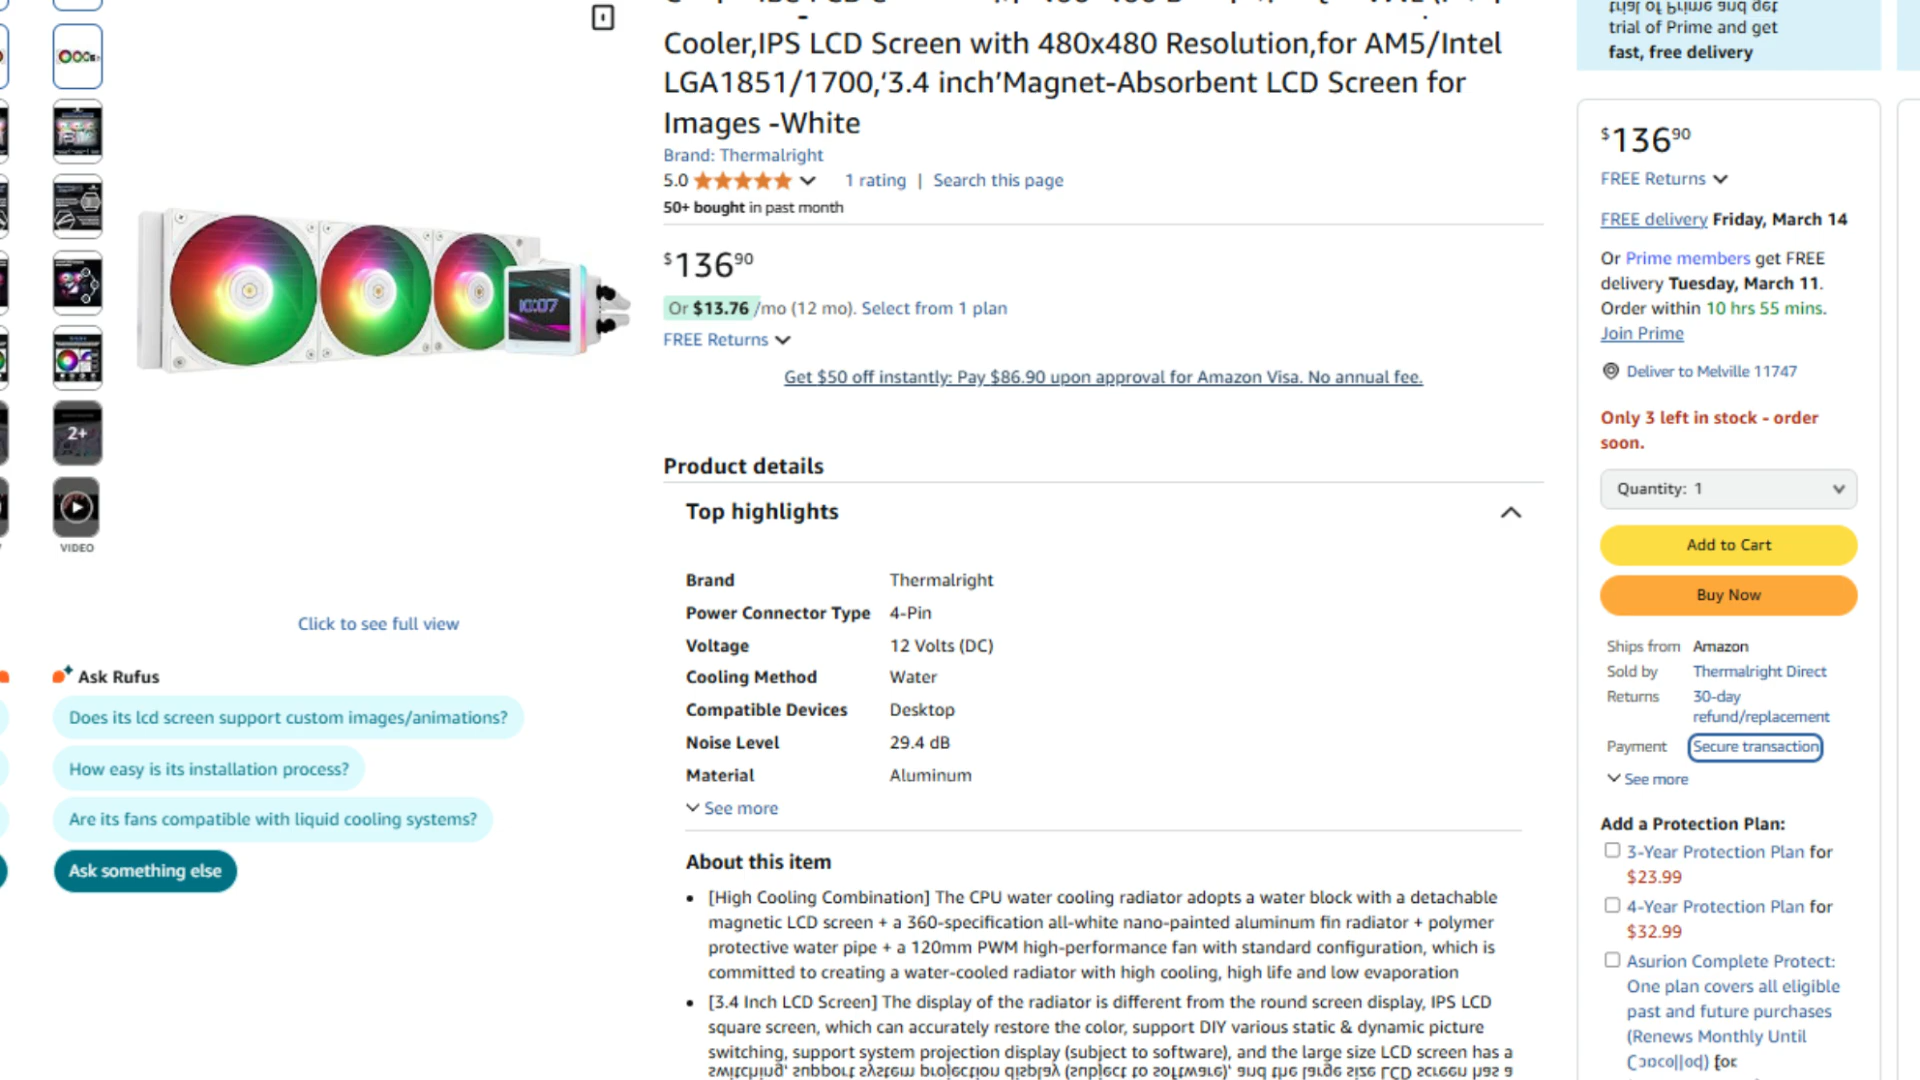 Cooler,IPS LCD Screen with 480x480 Resolution,for AM5/Intel
LGA1851/1700,‘3.4 inch’Magnet-Absorbent LCD Screen for
Images -White
Brand: Thermalright
5.0
1 rating | Search this page
50+ bought in past month
$136 90
Or $13.76 /mo (12 mo). Select from 1 plan
FREE Returns
Get $50 off instantly: Pay $86.90 upon approval for Amazon Visa. No annual fee.
Product details
Top highlights
Brand Thermalright
Power Connector Type 4-Pin
Voltage 12 Volts (DC)
Cooling Method Water
Compatible Devices Desktop
Noise Level 29.4 dB
Material Aluminum
See more
About this item
• [High Cooling Combination] The CPU water cooling radiator adopts a water block with a detachable
magnetic LCD screen + a 360-specification all-white nano-painted aluminum fin radiator + polymer
protective water pipe + a 120mm PWM high-performance fan with standard configuration, which is
committed to creating a water-cooled radiator with high cooling, high life and low evaporation
• [3.4 Inch LCD Screen] The display of the radiator is different from the round screen display, IPS LCD
square screen, which can accurately restore the color, support DIY various static & dynamic picture
switching, support system projection display (subject to software), and the large size LCD screen has a
2+
VIDEO
Click to see full view
Ask Rufus
Does its lcd screen support custom images/animations?
How easy is its installation process?
Are its fans compatible with liquid cooling systems?
Ask something else
trial of Prime and get
fast, free delivery
$136 90
FREE Returns
FREE delivery Friday, March 14
Or Prime members get FREE
delivery Tuesday, March 11.
Order within 10 hrs 55 mins.
Join Prime
Deliver to Melville 11747
Only 3 left in stock - order
soon.
Quantity: 1
Add to Cart
Buy Now
Ships from Amazon
Sold by Thermalright Direct
Returns 30-day
refund/replacement
Payment Secure transaction
See more
Add a Protection Plan:
3-Year Protection Plan for
$23.99
4-Year Protection Plan for
$32.99
Asurion Complete Protect:
One plan covers all eligible
past and future purchases
(Renews Monthly Until
for